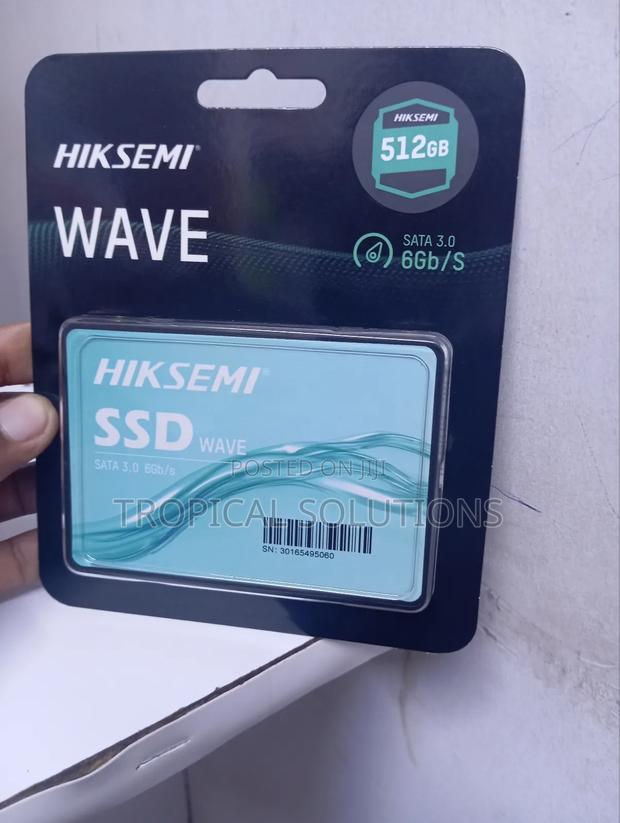 HIKSEMI
512GB
HIKSEMI®
WAVE
SATA 3.0
6Gb/S
HIKSEMI®
SSD WAVE
SATA 3.0 6Gb/s
POSTED ON JIJI
TROPICAL SOLUTIONS
SN: 30165495060